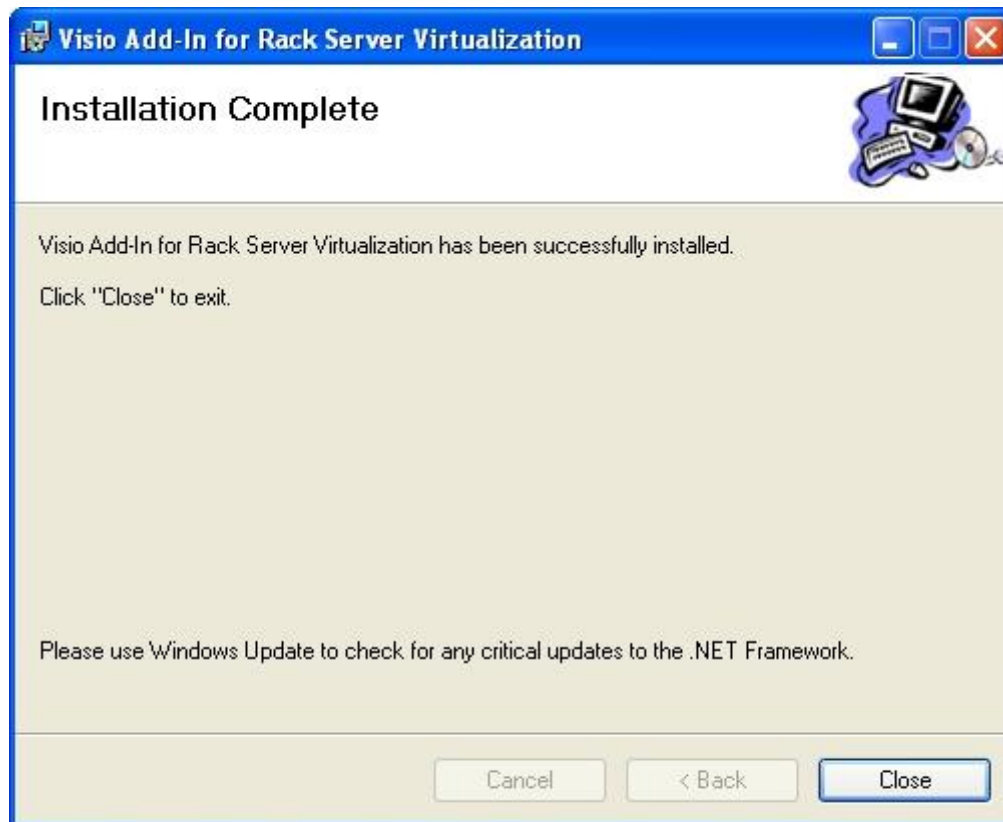 Visio Add-In for Rack Server Virtualization
Installation Complete
Visio Add-In for Rack Server Virtualization has been successfully installed.
Click "Close" to exit.
Please use Windows Update to check for any critical updates to the .NET Framework.
Cancel
< Back
Close